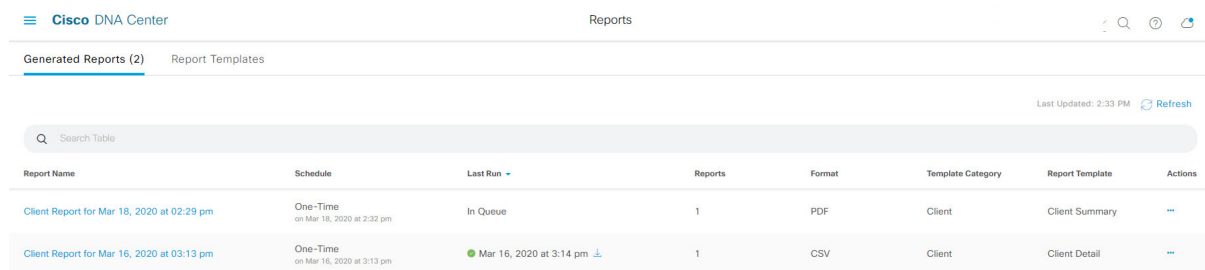 Cisco DNA Center
Reports
Generated Reports (2) Report Templates
Last Updated: 2:33 PM Refresh
Search Table
Report Name Schedule Last Run Reports Format Template Category Report Template Actions
Client Report for Mar 18, 2020 at 02:29 pm One-Time In Queue 1 PDF Client Client Summary
on Mar 18, 2020 at 2:32 pm
Client Report for Mar 16, 2020 at 03:13 pm One-Time Mar 16, 2020 at 3:14 pm 1 CSV Client Client Detail
on Mar 16, 2020 at 3:13 pm